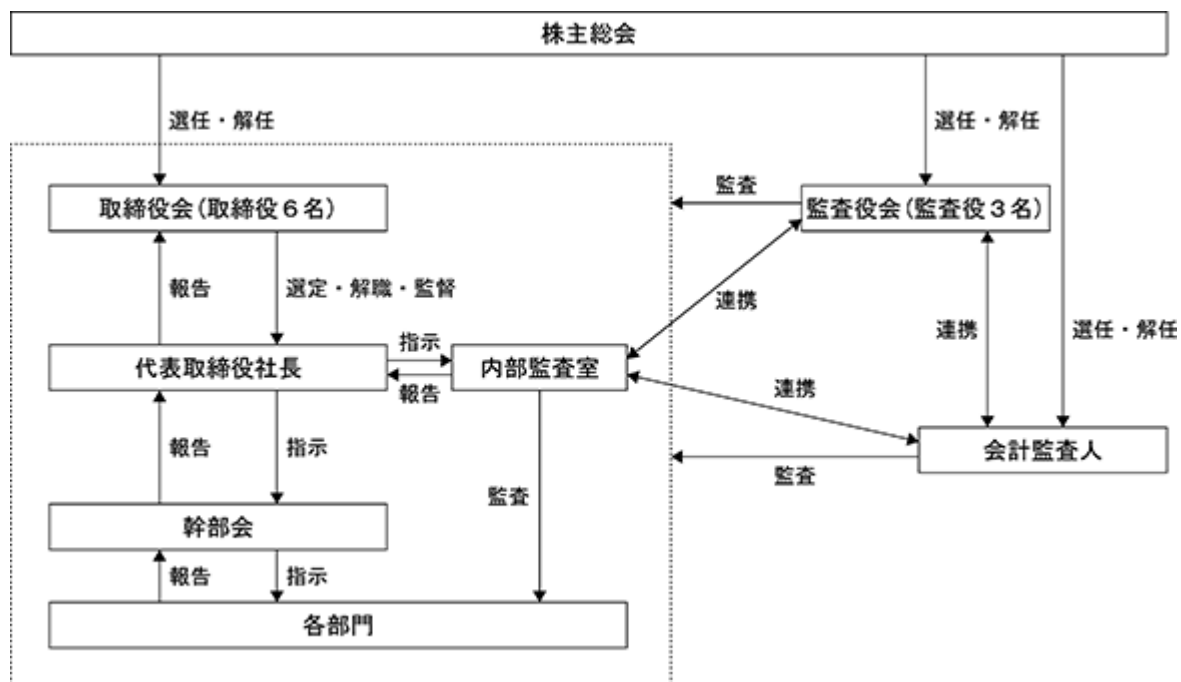 株主総会
選任・解任
選任・解任
監査
取締役会(取締役６名)
監査役会(監査役３名)
報告
選定・解職・監督
連携
連携
選任・解任
指示
代表取締役社長
内部監査室
報告
連携
報告
指示
会計監査人
監査
監査
幹部会
報告
指示
各部門